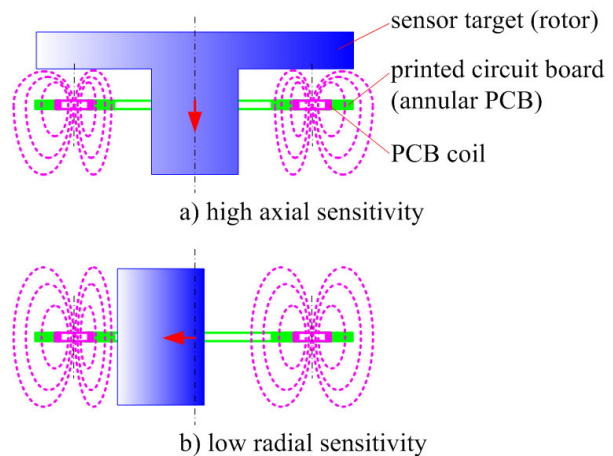 sensor target (rotor)
printed circuit board
(annular PCB)
PCB coil
a) high axial sensitivity
b) low radial sensitivity